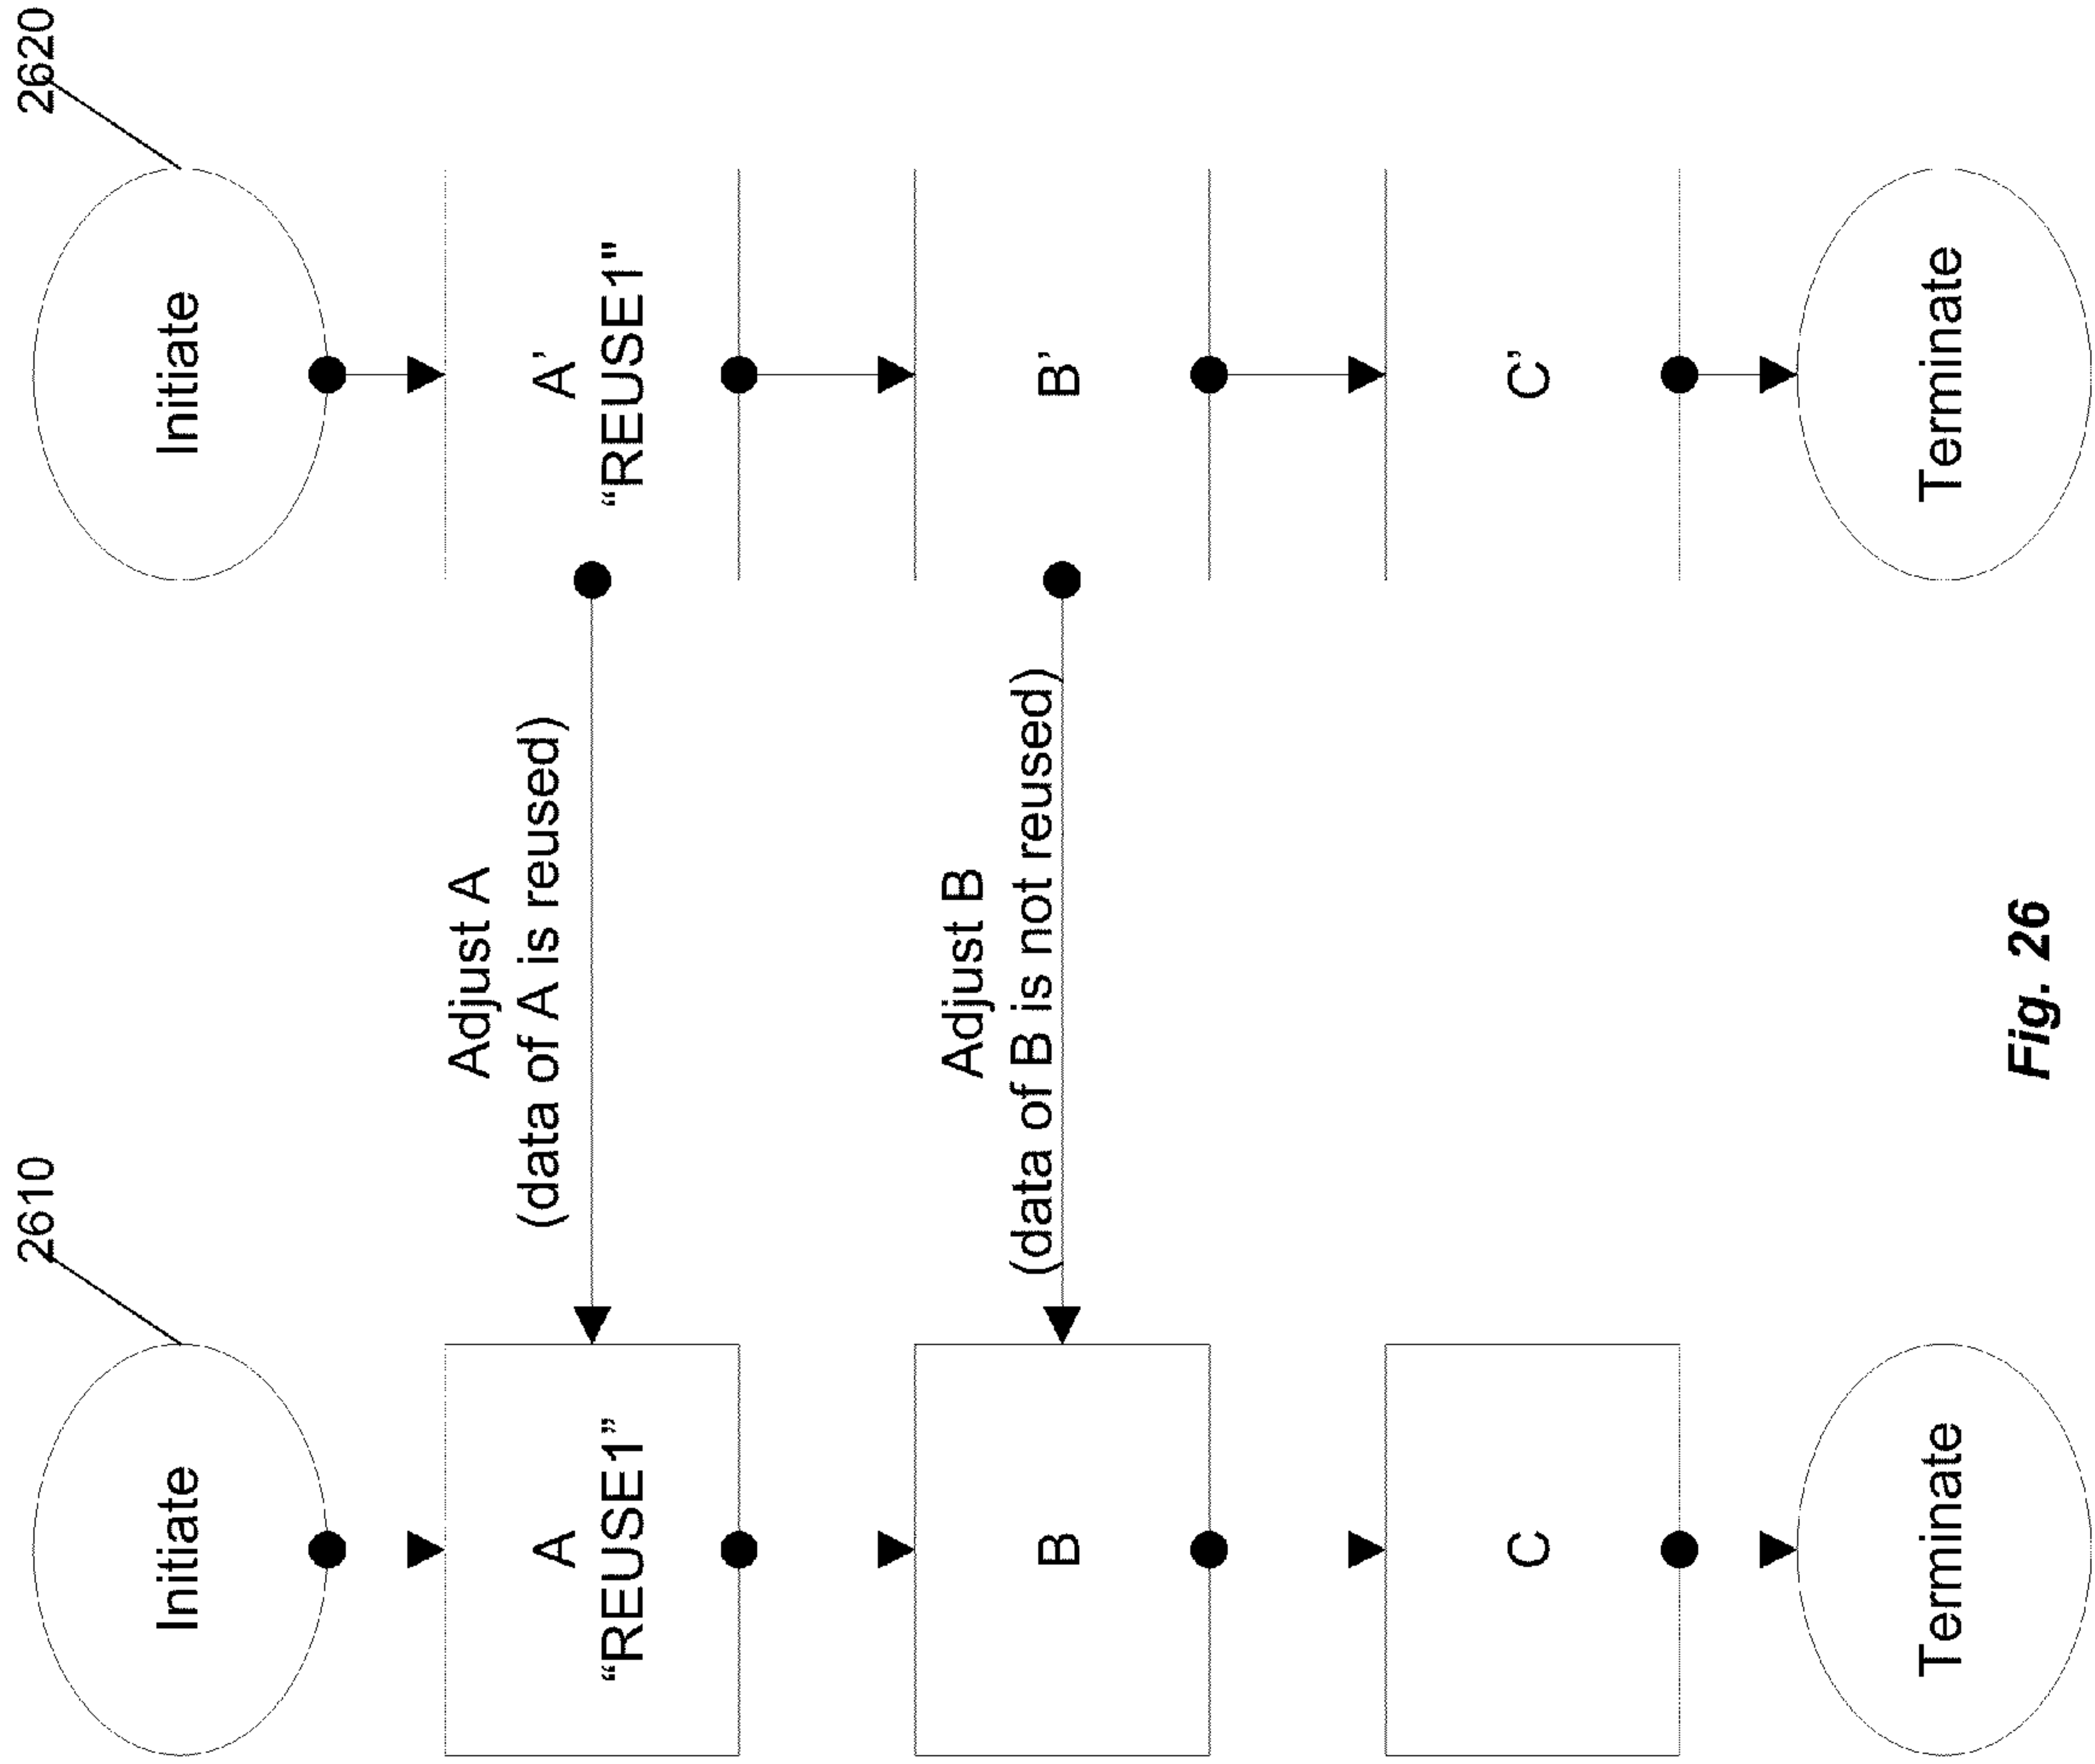 2610
Initiate
A
“REUSE1”
B
C
Terminate
Adjust A
(data of A is reused)
Adjust B
(data of B is not reused)
2620
Initiate
A’
“REUSE1"
B’
C’
Terminate
Fig. 26